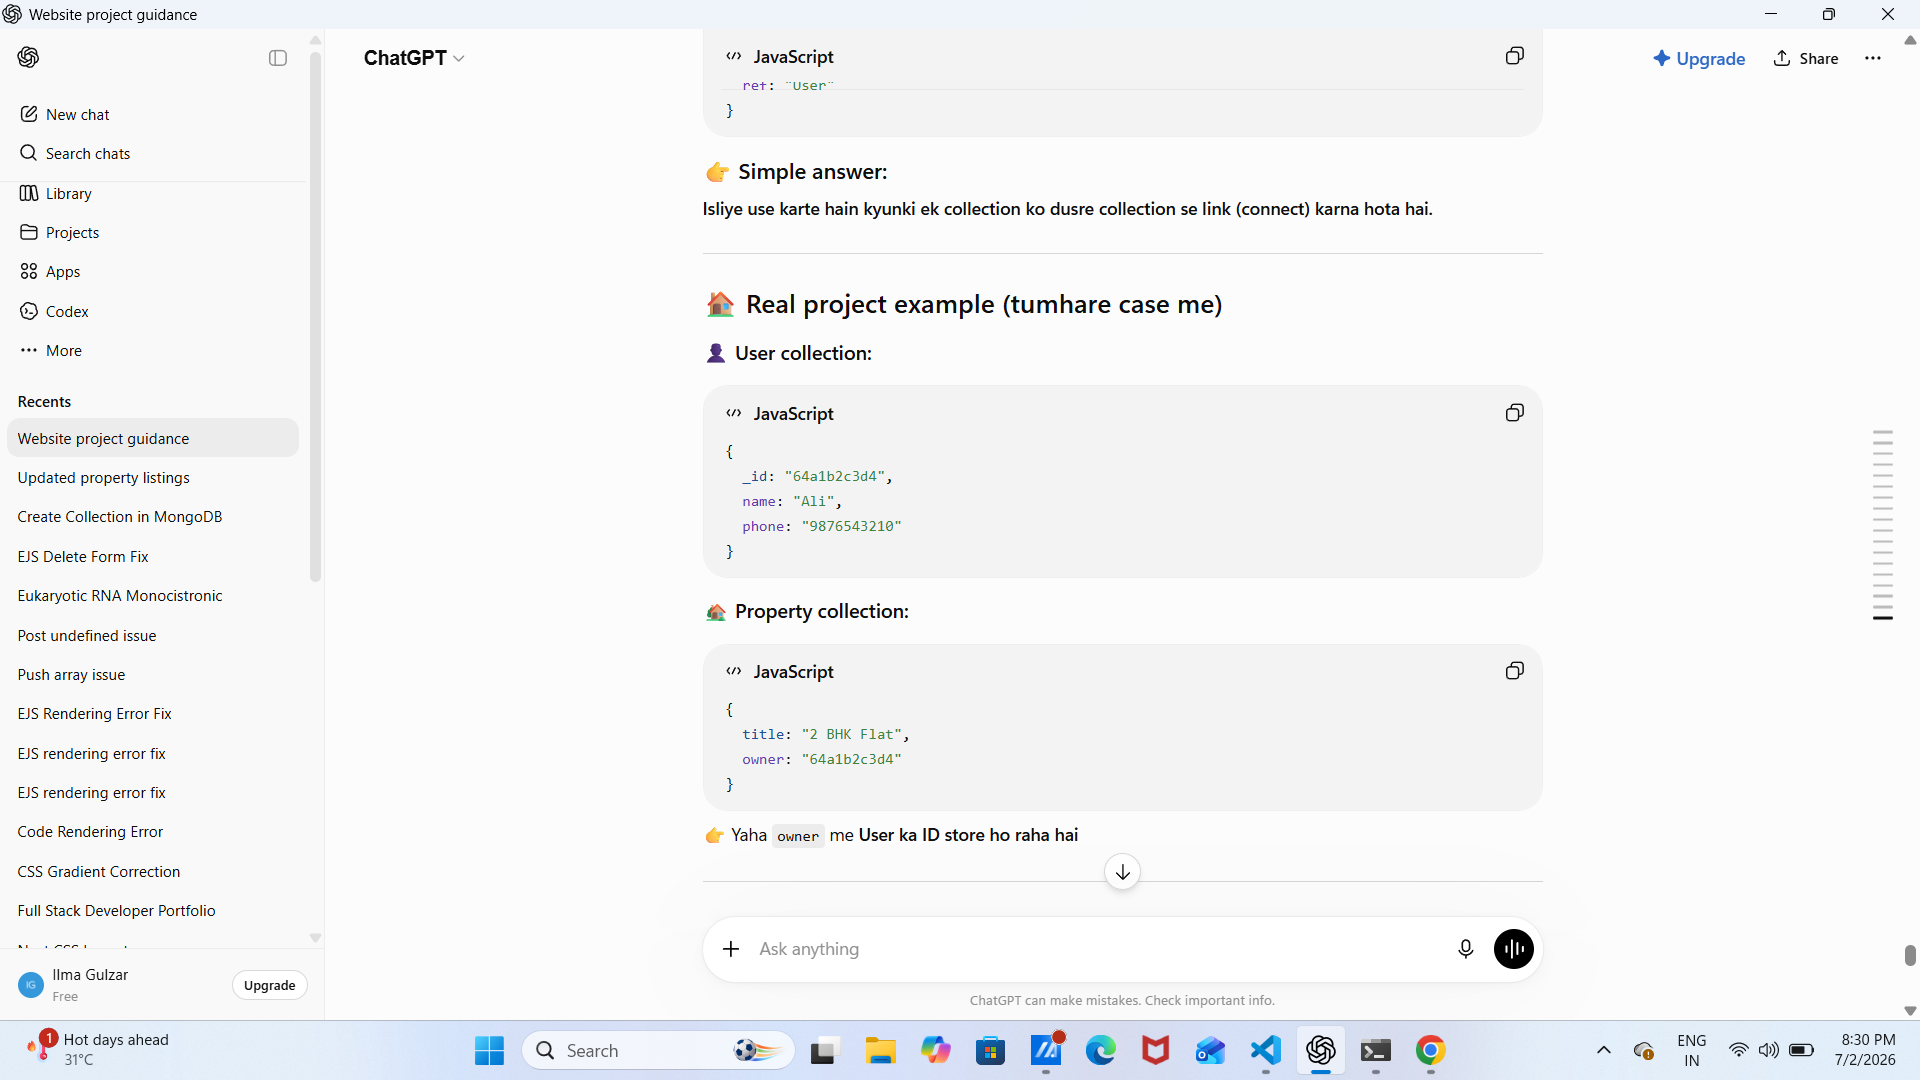 Website project guidance
ChatGPT
Upgrade
Share
New chat
Search chats
Library
Projects
Apps
Codex
More
Recents
Website project guidance
Updated property listings
Create Collection in MongoDB
EJS Delete Form Fix
Eukaryotic RNA Monocistronic
Post undefined issue
Push array issue
EJS Rendering Error Fix
EJS rendering error fix
EJS rendering error fix
Code Rendering Error
CSS Gradient Correction
Full Stack Developer Portfolio
IG
Ilma Gulzar
Free
Upgrade
JavaScript
ref: "User"
}
Simple answer:
Isliye use karte hain kyunki ek collection ko dusre collection se link (connect) karna hota hai.
Real project example (tumhare case me)
User collection:
JavaScript
{
_id: "64a1b2c3d4",
name: "Ali",
phone: "9876543210"
}
Property collection:
JavaScript
{
title: "2 BHK Flat",
owner: "64a1b2c3d4"
}
Yaha owner me User ka ID store ho raha hai
Ask anything
ChatGPT can make mistakes. Check important info.
1
Hot days ahead
31°C
Search
ENG
IN
8:30 PM
7/2/2026